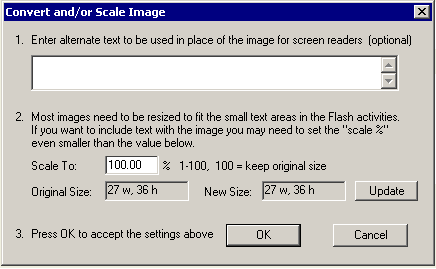 Convert and/or Scale Image
1. Enter alternate text to be used in place of the image for screen readers (optional)
2. Most images need to be resized to fit the small text areas in the Flash activities.
If you want to include text with the image you may need to set the "scale %"
even smaller than the value below.
Scale To: 100.00 % 1-100, 100 = keep original size
Original Size: 27 w, 36 h New Size: 27 w, 36 h Update
3. Press OK to accept the settings above OK Cancel